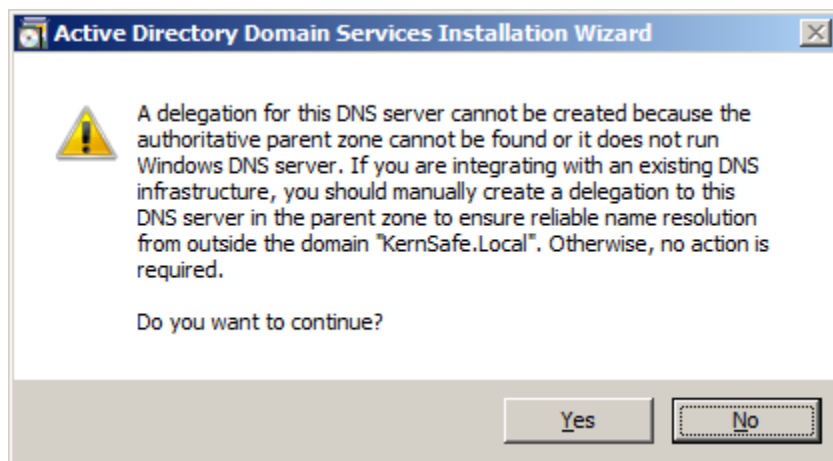 Active Directory Domain Services Installation Wizard
A delegation for this DNS server cannot be created because the
authoritative parent zone cannot be found or it does not run
Windows DNS server. If you are integrating with an existing DNS
infrastructure, you should manually create a delegation to this
DNS server in the parent zone to ensure reliable name resolution
from outside the domain "KernSafe.Local". Otherwise, no action is
required.
Do you want to continue?
Yes No